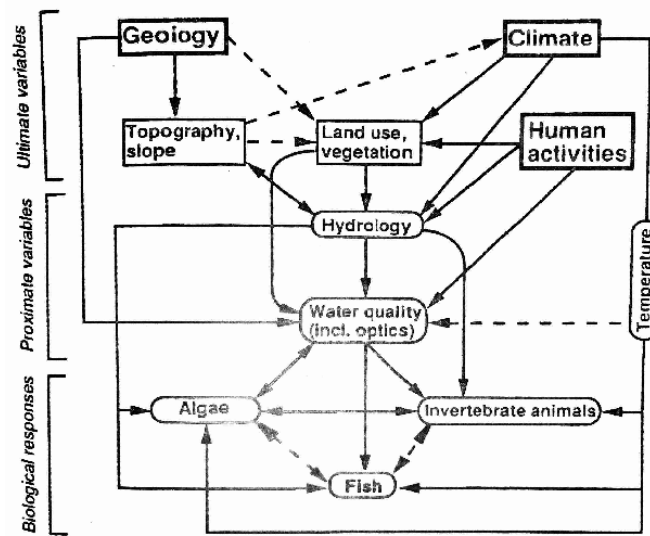 Ultimate variables
Geology
Climate
Topography,
slope
Land use,
vegetation
Human
activities
Proximate variables
Hydrology
Temperature
Water quality
(incl. optics)
Biological responses
Algae
Invertebrate animals
Fish